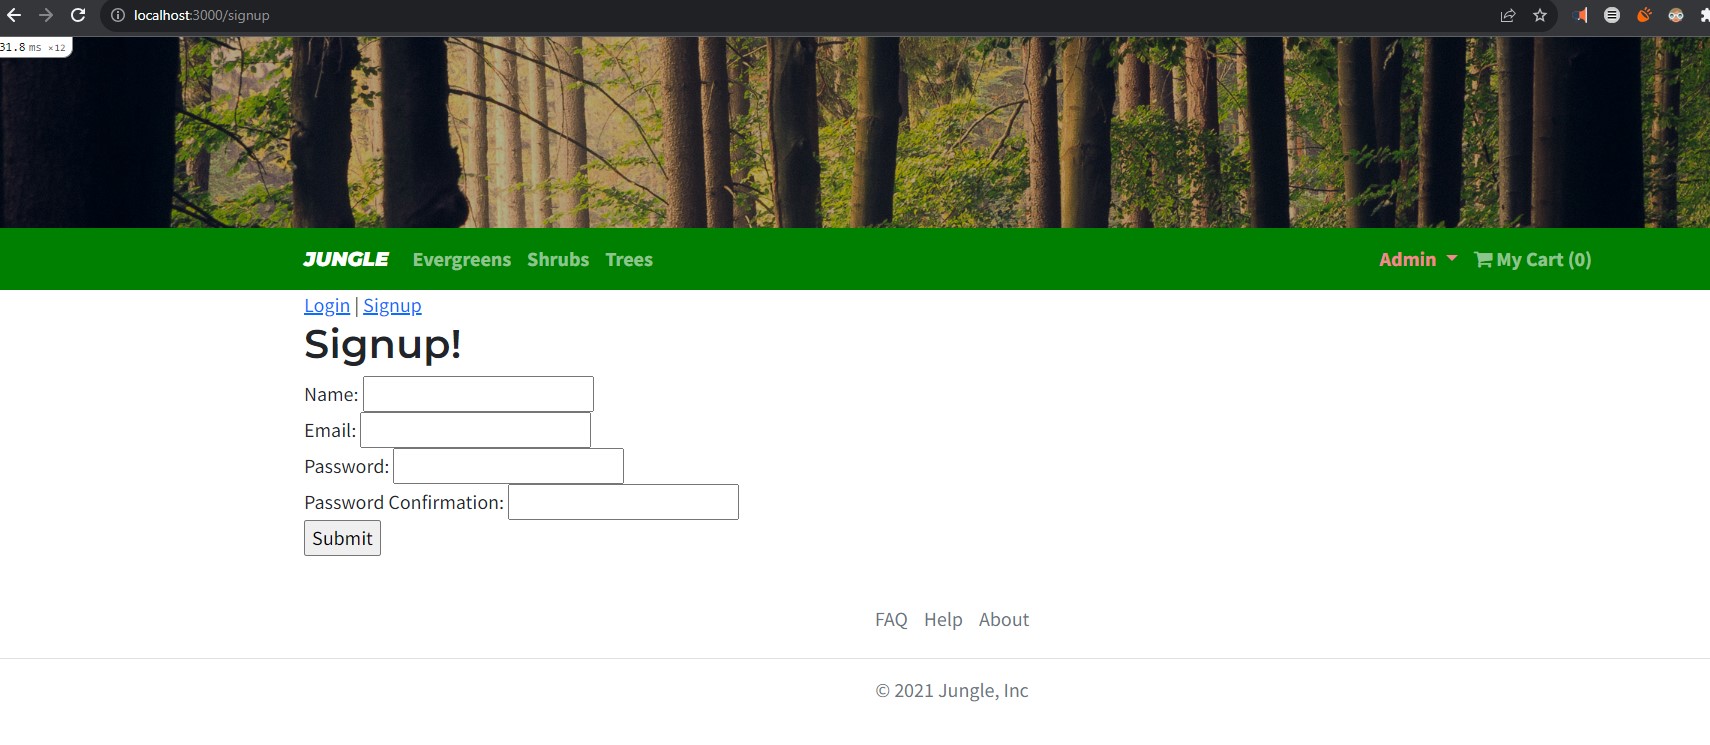 localhost:3000/signup
31.8 ms ×12
JUNGLE Evergreens Shrubs Trees Admin My Cart (0)
Login | Signup
Signup!
Name:
Email:
Password:
Password Confirmation:
Submit
FAQ Help About
© 2021 Jungle, Inc